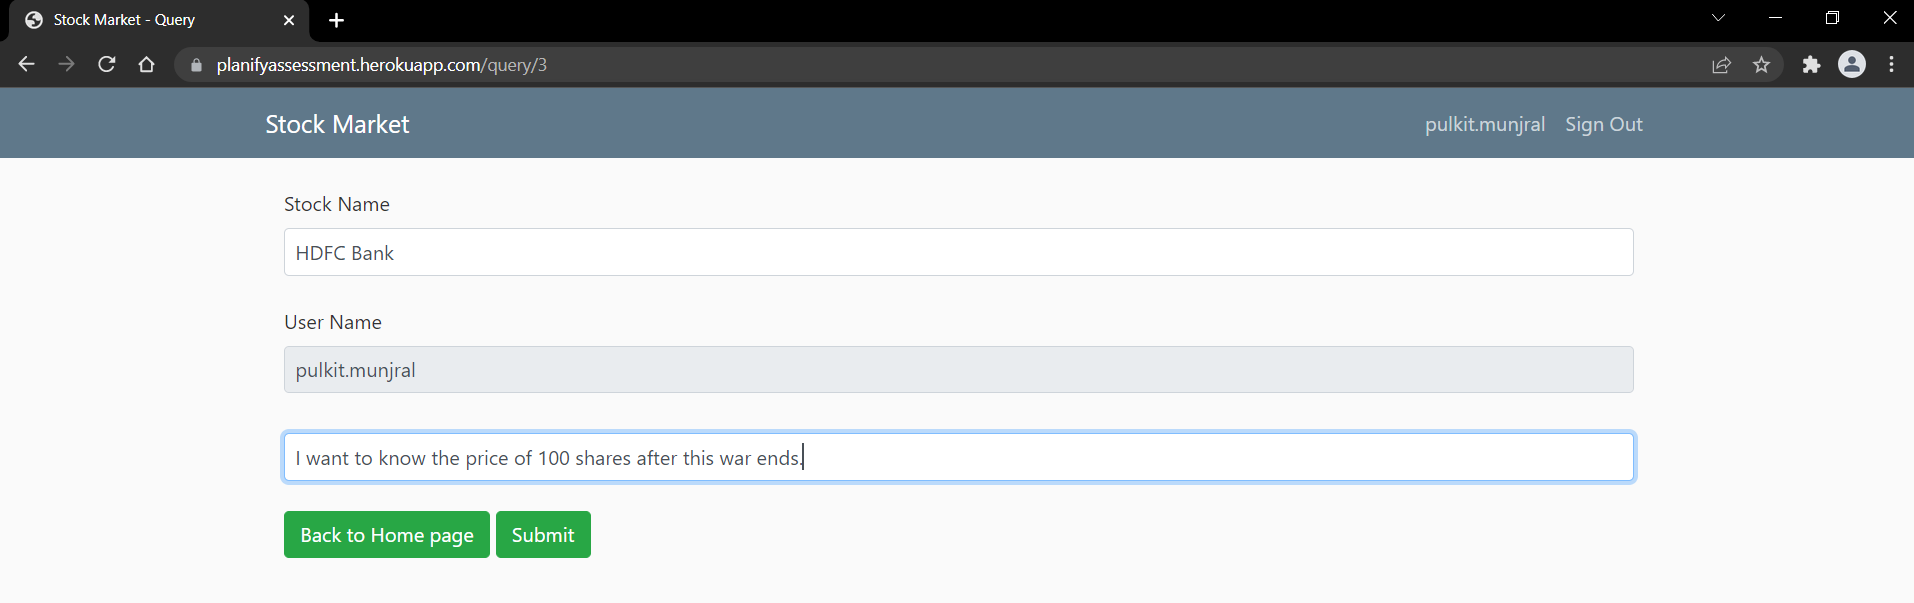 Stock Market - Query
planifyassessment.herokuapp.com/query/3
Stock Market
pulkit.munjral Sign Out
Stock Name
HDFC Bank
User Name
pulkit.munjral
I want to know the price of 100 shares after this war ends.
Back to Home page Submit